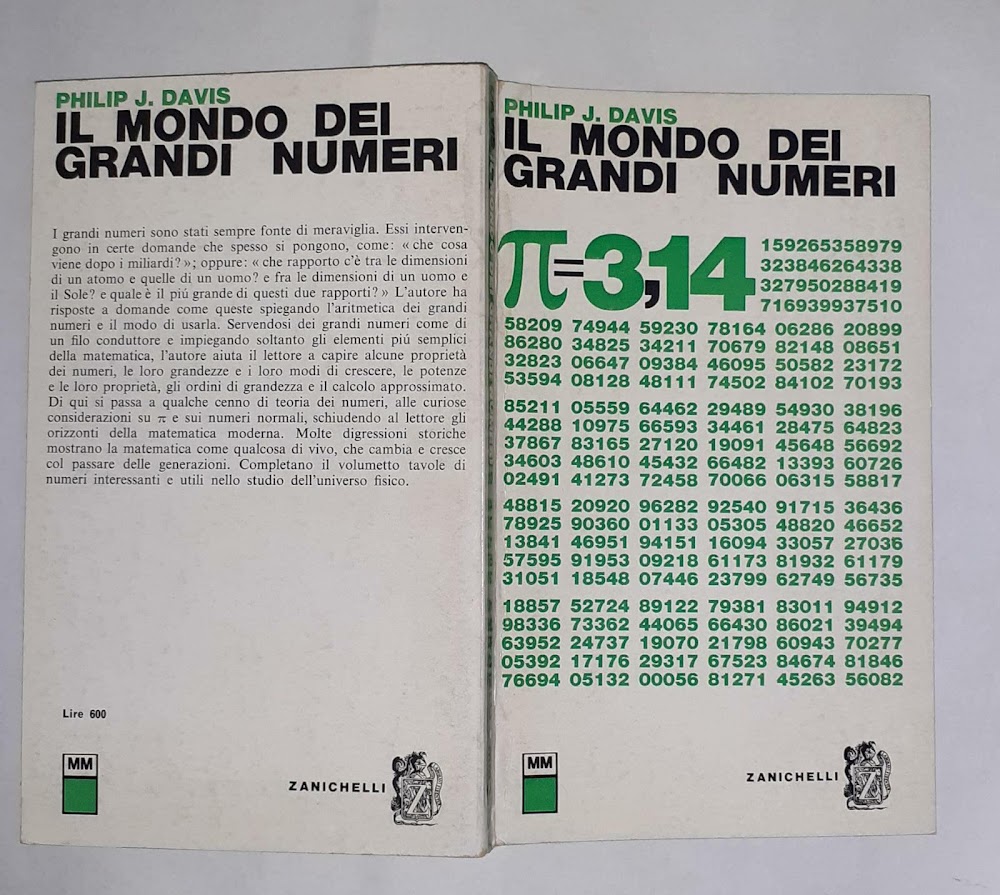 PHILIP J. DAVIS
IL MONDO DEI
GRANDI NUMERI
I grandi numeri sono stati sempre fonte di meraviglia. Essi interven-
gono in certe domande che spesso si pongono, come: « che cosa
viene dopo i miliardi? »; oppure: « che rapporto c'è tra le dimensioni
di un atomo e quelle di un uomo? e fra le dimensioni di un uomo e
il Sole? e quale è il piú grande di questi due rapporti? » L'autore ha
risposte a domande come queste spiegando l'aritmetica dei grandi
numeri e il modo di usarla. Servendosi dei grandi numeri come di
un filo conduttore e impiegando soltanto gli elementi piú semplici
della matematica, l'autore aiuta il lettore a capire alcune proprietà
dei numeri, le loro grandezze e i loro modi di crescere, le potenze
e le loro proprietà, gli ordini di grandezza e il calcolo approssimato.
Di qui si passa a qualche cenno di teoria dei numeri, alle curiose
considerazioni su π e sui numeri normali, schiudendo al lettore gli
orizzonti della matematica moderna. Molte digressioni storiche
mostrano la matematica come qualcosa di vivo, che cambia e cresce
col passare delle generazioni. Completano il volumetto tavole di
numeri interessanti e utili nello studio dell'universo fisico.
Lire 600
MM
ZANICHELLI
Z
PHILIP J. DAVIS
IL MONDO DEI
GRANDI NUMERI
π=3,14
159265358979
323846264338
327950288419
716939937510
58209 74944 59230 78164 06286 20899
86280 34825 34211 70679 82148 08651
32823 06647 09384 46095 50582 23172
53594 08128 48111 74502 84102 70193
85211 05559 64462 29489 54930 38196
44288 10975 66593 34461 28475 64823
37867 83165 27120 19091 45648 56692
34603 48610 45432 66482 13393 60726
02491 41273 72458 70066 06315 58817
48815 20920 96282 92540 91715 36436
78925 90360 01133 05305 48820 46652
13841 46951 94151 16094 33057 27036
57595 91953 09218 61173 81932 61179
31051 18548 07446 23799 62749 56735
18857 52724 89122 79381 83011 94912
98336 73362 44065 66430 86021 39494
63952 24737 19070 21798 60943 70277
05392 17176 29317 67523 84674 81846
76694 05132 00056 81271 45263 56082
MM
ZANICHELLI
Z